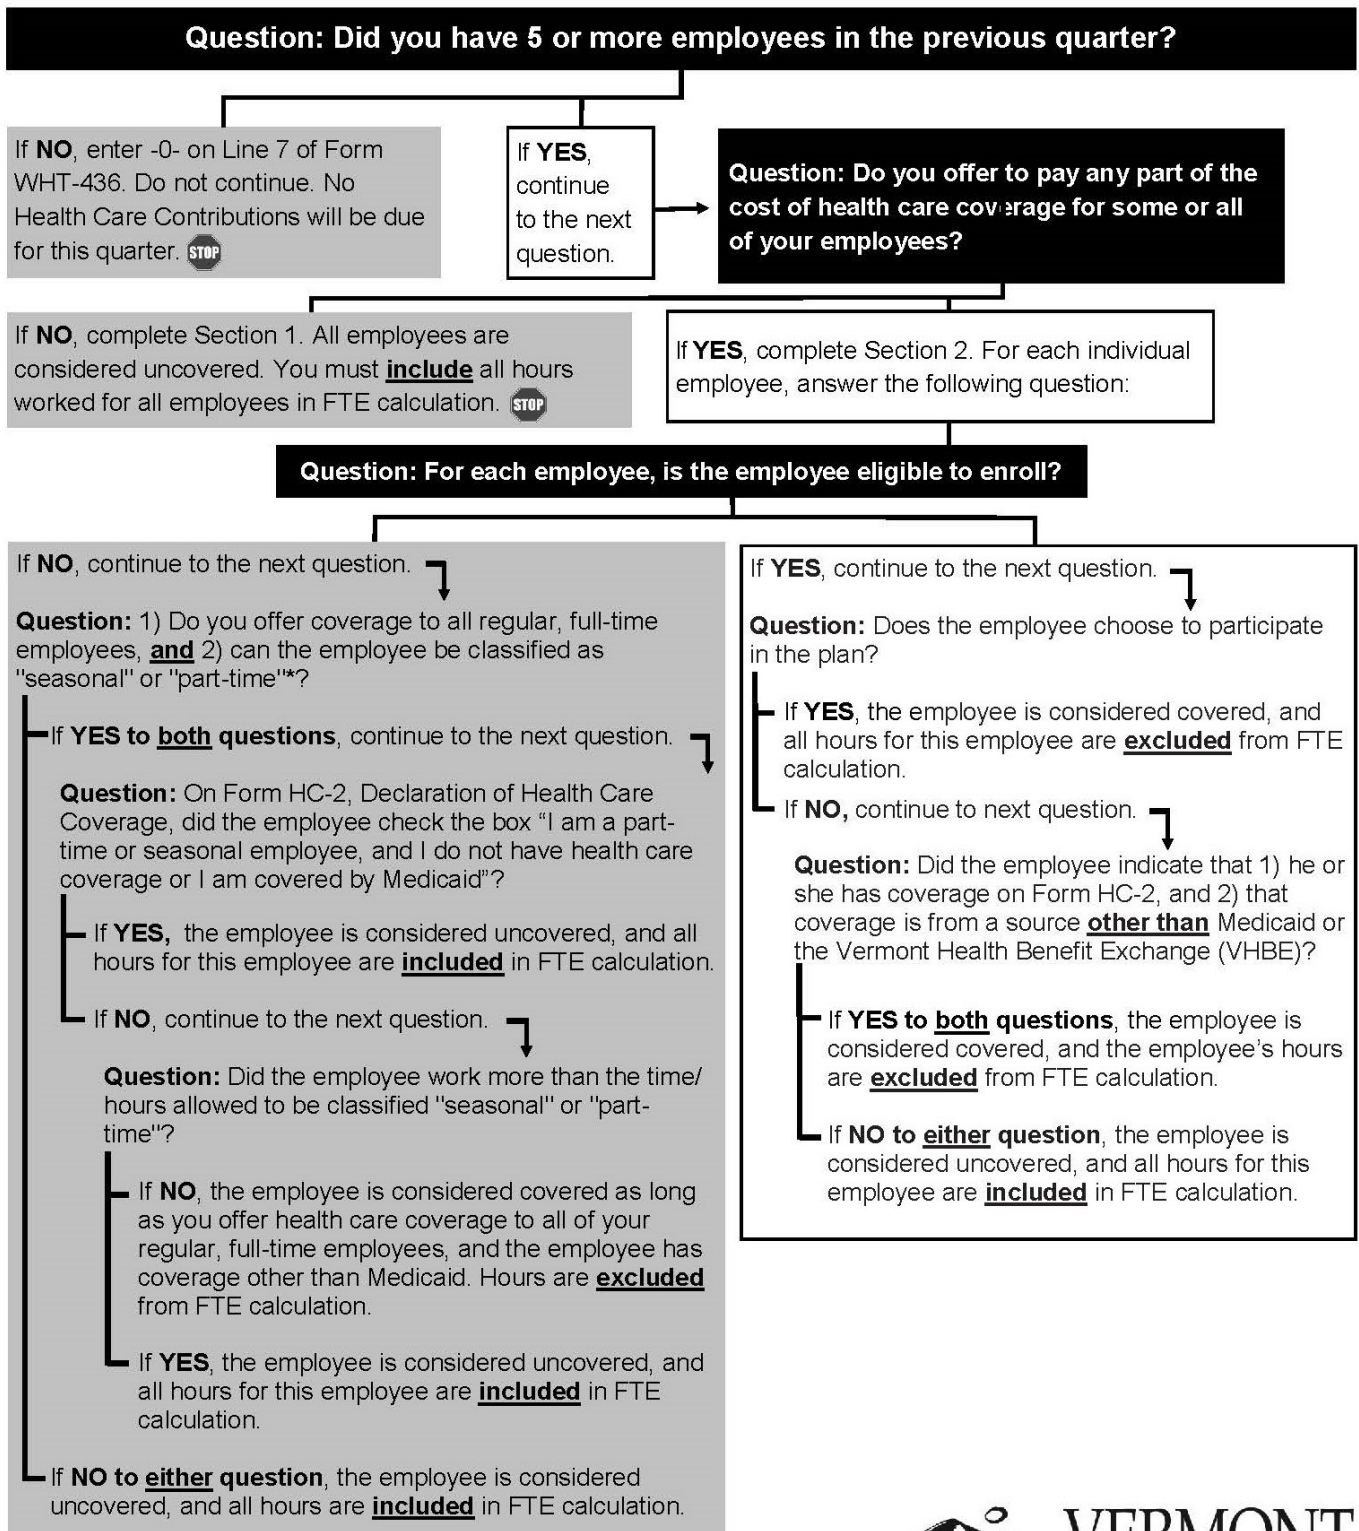 Question: Did you have 5 or more employees in the previous quarter?
If NO, enter -0- on Line 7 of Form
WHT-436. Do not continue. No
Health Care Contributions will be due
for this quarter. STOP
If YES,
continue
to the next
question.
Question: Do you offer to pay any part of the
cost of health care coverage for some or all
of your employees?
If NO, complete Section 1. All employees are
considered uncovered. You must include all hours
worked for all employees in FTE calculation. STOP
If YES, complete Section 2. For each individual
employee, answer the following question:
Question: For each employee, is the employee eligible to enroll?
If NO, continue to the next question.
Question: 1) Do you offer coverage to all regular, full-time
employees, and 2) can the employee be classified as
"seasonal" or "part-time"*?
If YES to both questions, continue to the next question.
Question: On Form HC-2, Declaration of Health Care
Coverage, did the employee check the box “I am a part-
time or seasonal employee, and I do not have health care
coverage or I am covered by Medicaid”?
If YES, the employee is considered uncovered, and all
hours for this employee are included in FTE calculation.
If NO, continue to the next question.
Question: Did the employee work more than the time/
hours allowed to be classified "seasonal" or "part-
time"?
If NO, the employee is considered covered as long
as you offer health care coverage to all of your
regular, full-time employees, and the employee has
coverage other than Medicaid. Hours are excluded
from FTE calculation.
If YES, the employee is considered uncovered, and
all hours for this employee are included in FTE
calculation.
If NO to either question, the employee is considered
uncovered, and all hours are included in FTE calculation.
If YES, continue to the next question.
Question: Does the employee choose to participate
in the plan?
If YES, the employee is considered covered, and
all hours for this employee are excluded from FTE
calculation.
If NO, continue to next question.
Question: Did the employee indicate that 1) he or
she has coverage on Form HC-2, and 2) that
coverage is from a source other than Medicaid or
the Vermont Health Benefit Exchange (VHBE)?
If YES to both questions, the employee is
considered covered, and the employee’s hours
are excluded from FTE calculation.
If NO to either question, the employee is
considered uncovered, and all hours for this
employee are included in FTE calculation.
VERMONT